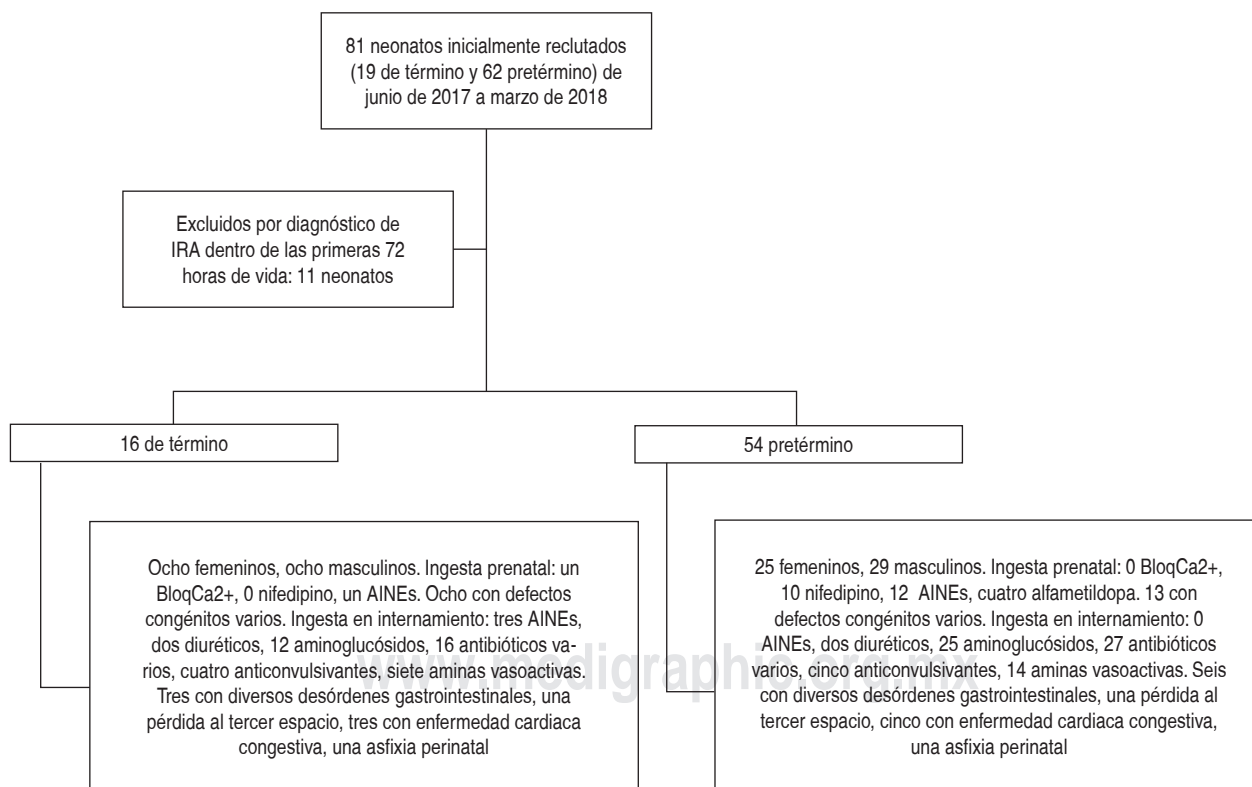 81 neonatos inicialmente reclutados
(19 de término y 62 pretérmino) de
junio de 2017 a marzo de 2018
Excluidos por diagnóstico de
IRA dentro de las primeras 72
horas de vida: 11 neonatos
16 de término
54 pretérmino
Ocho femeninos, ocho masculinos. Ingesta prenatal: un
BloqCa2+, 0 nifedipino, un AINEs. Ocho con defectos
congénitos varios. Ingesta en internamiento: tres AINEs,
dos diuréticos, 12 aminoglucósidos, 16 antibióticos va-
rios, cuatro anticonvulsivantes, siete aminas vasoactivas.
Tres con diversos desórdenes gastrointestinales, una
pérdida al tercer espacio, tres con enfermedad cardiaca
congestiva, una asfixia perinatal
25 femeninos, 29 masculinos. Ingesta prenatal: 0 BloqCa2+,
10 nifedipino, 12 AINEs, cuatro alfametildopa. 13 con
defectos congénitos varios. Ingesta en internamiento: 0
AINEs, dos diuréticos, 25 aminoglucósidos, 27 antibióticos
varios, cinco anticonvulsivantes, 14 aminas vasoactivas. Seis
con diversos desórdenes gastrointestinales, una pérdida al
tercer espacio, cinco con enfermedad cardiaca congestiva,
una asfixia perinatal
www.medigraphic.org.mx